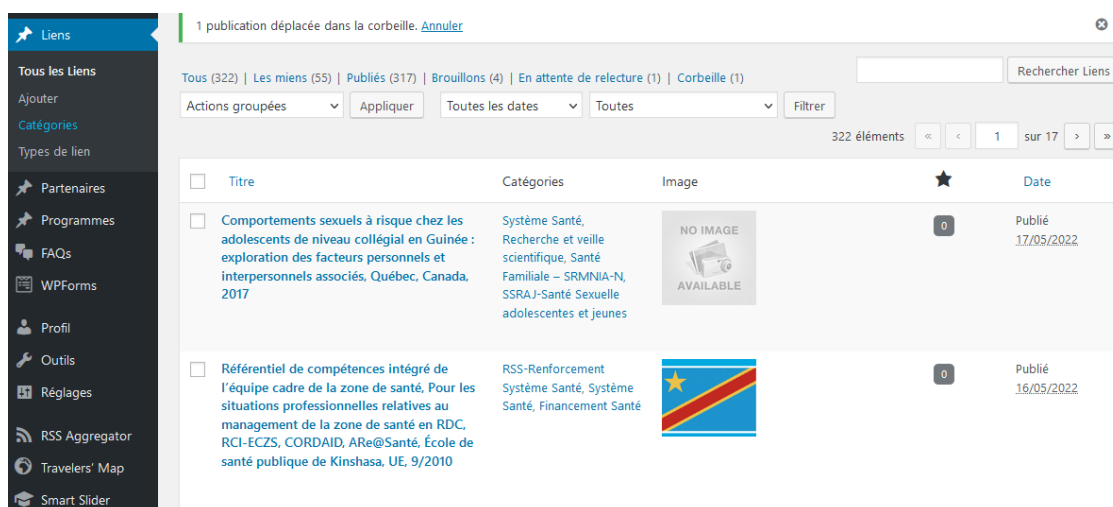 Liens
Tous les Liens
Ajouter
Catégories
Types de lien
Partenaires
Programmes
FAQs
WPForms
Profil
Outils
Réglages
RSS Aggregator
Travelers' Map
Smart Slider
1 publication déplacée dans la corbeille. Annuler
Tous (322) | Les miens (55) | Publiés (317) | Brouillons (4) | En attente de relecture (1) | Corbeille (1)
Rechercher Liens
Actions groupées Appliquer Toutes les dates Toutes Filtrer
322 éléments « ‹ 1 sur 17 › »
Titre Catégories Image Date
Comportements sexuels à risque chez les
adolescents de niveau collégial en Guinée :
exploration des facteurs personnels et
interpersonnels associés, Québec, Canada,
2017
Système Santé,
Recherche et veille
scientifique, Santé
Familiale – SRMNIA-N,
SSRAJ-Santé Sexuelle
adolescentes et jeunes
NO IMAGE
AVAILABLE
0
Publié
17/05/2022
Référentiel de compétences intégré de
l'équipe cadre de la zone de santé, Pour les
situations professionnelles relatives au
management de la zone de santé en RDC,
RCI-ECZS, CORDAID, ARe@Santé, École de
santé publique de Kinshasa, UE, 9/2010
RSS-Renforcement
Système Santé, Système
Santé, Financement Santé
0
Publié
16/05/2022